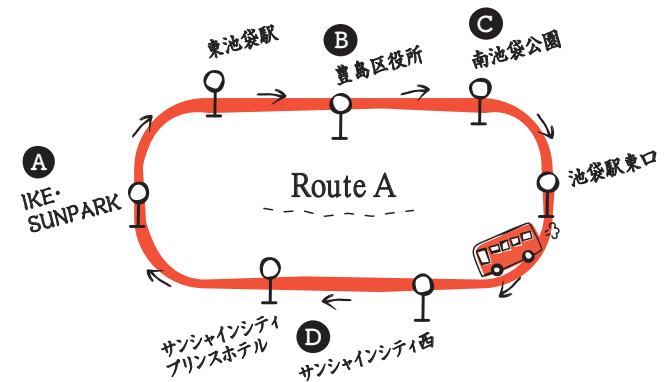 東池袋駅
B
豊島区役所
C
南池袋公園
A
IKE・
SUNPARK
Route A
池袋駅東口
サンシャインシティ
プリンスホテル
D
サンシャインシティ西